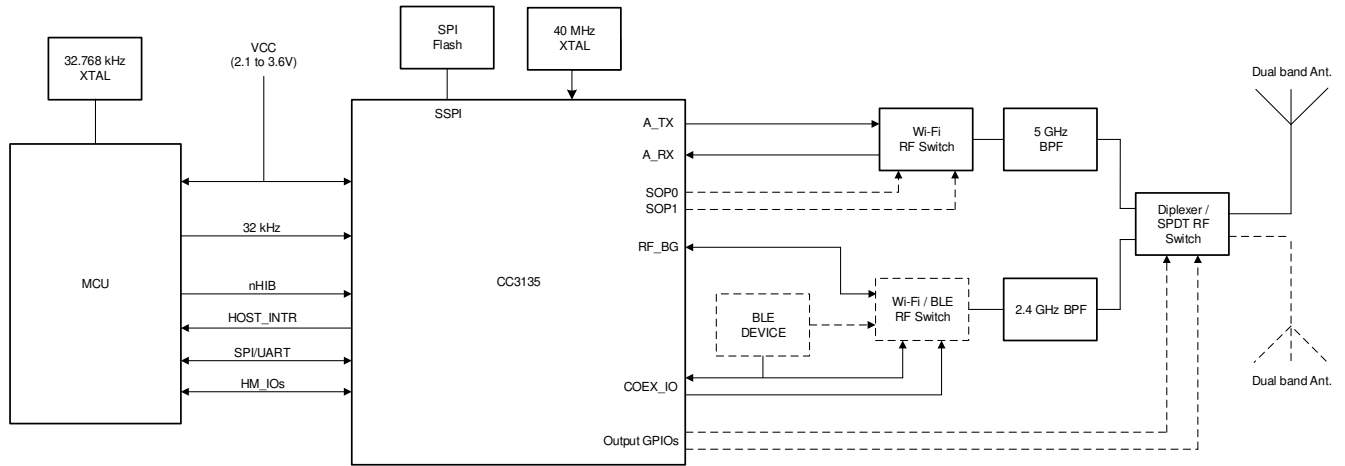 32.768 kHz
XTAL
VCC
(2.1 to 3.6V)
SPI
Flash
40 MHz
XTAL
SSPI
MCU
32 kHz
nHIB
HOST_INTR
SPI/UART
HM_IOs
CC3135
A_TX
A_RX
SOP0
SOP1
RF_BG
COEX_IO
Output GPIOs
Wi-Fi
RF Switch
5 GHz
BPF
BLE
DEVICE
Wi-Fi / BLE
RF Switch
2.4 GHz BPF
Diplexer /
SPDT RF
Switch
Dual band Ant.
Dual band Ant.